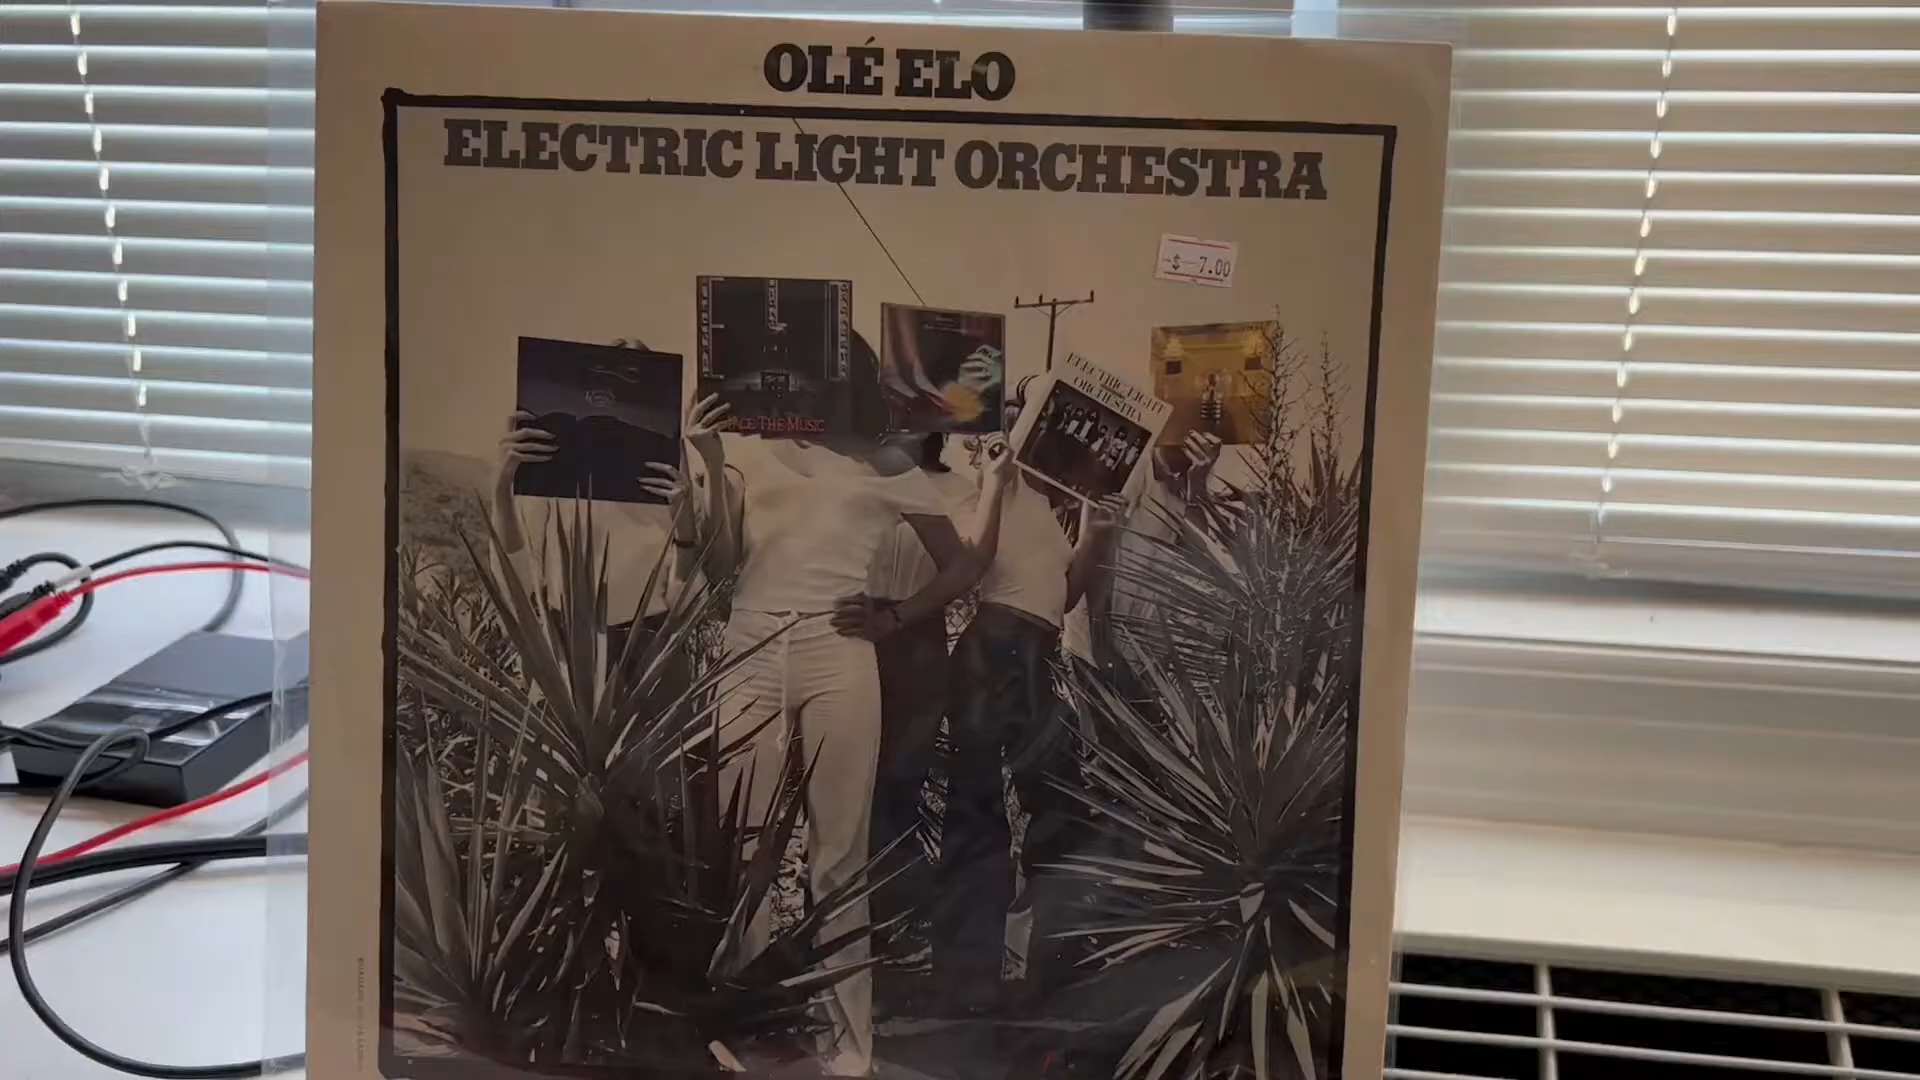 OLÉ ELO
ELECTRIC LIGHT ORCHESTRA
$ 7.00
FACE THE MUSIC
ELECTRIC LIGHT
ORCHESTRA